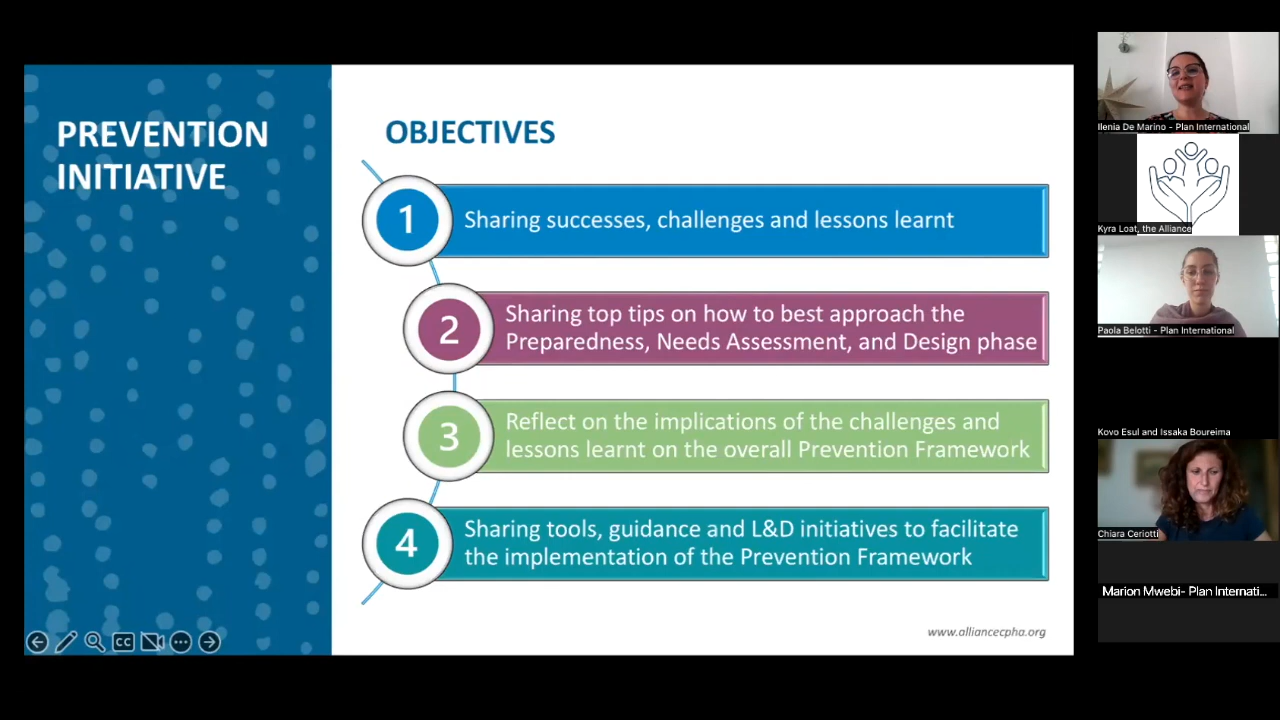 PREVENTION
INITIATIVE
OBJECTIVES
1
Sharing successes, challenges and lessons learnt
2
Sharing top tips on how to best approach the
Preparedness, Needs Assessment, and Design phase
3
Reflect on the implications of the challenges and
lessons learnt on the overall Prevention Framework
4
Sharing tools, guidance and L&D initiatives to facilitate
the implementation of the Prevention Framework
www.alliancecpha.org
CC
Ilenia De Marino - Plan International
Kyra Loat, the Alliance
Paola Belotti - Plan International
Kovo Esul and Issaka Boureima
Chiara Ceriotti
Marion Mwebi- Plan Internati...